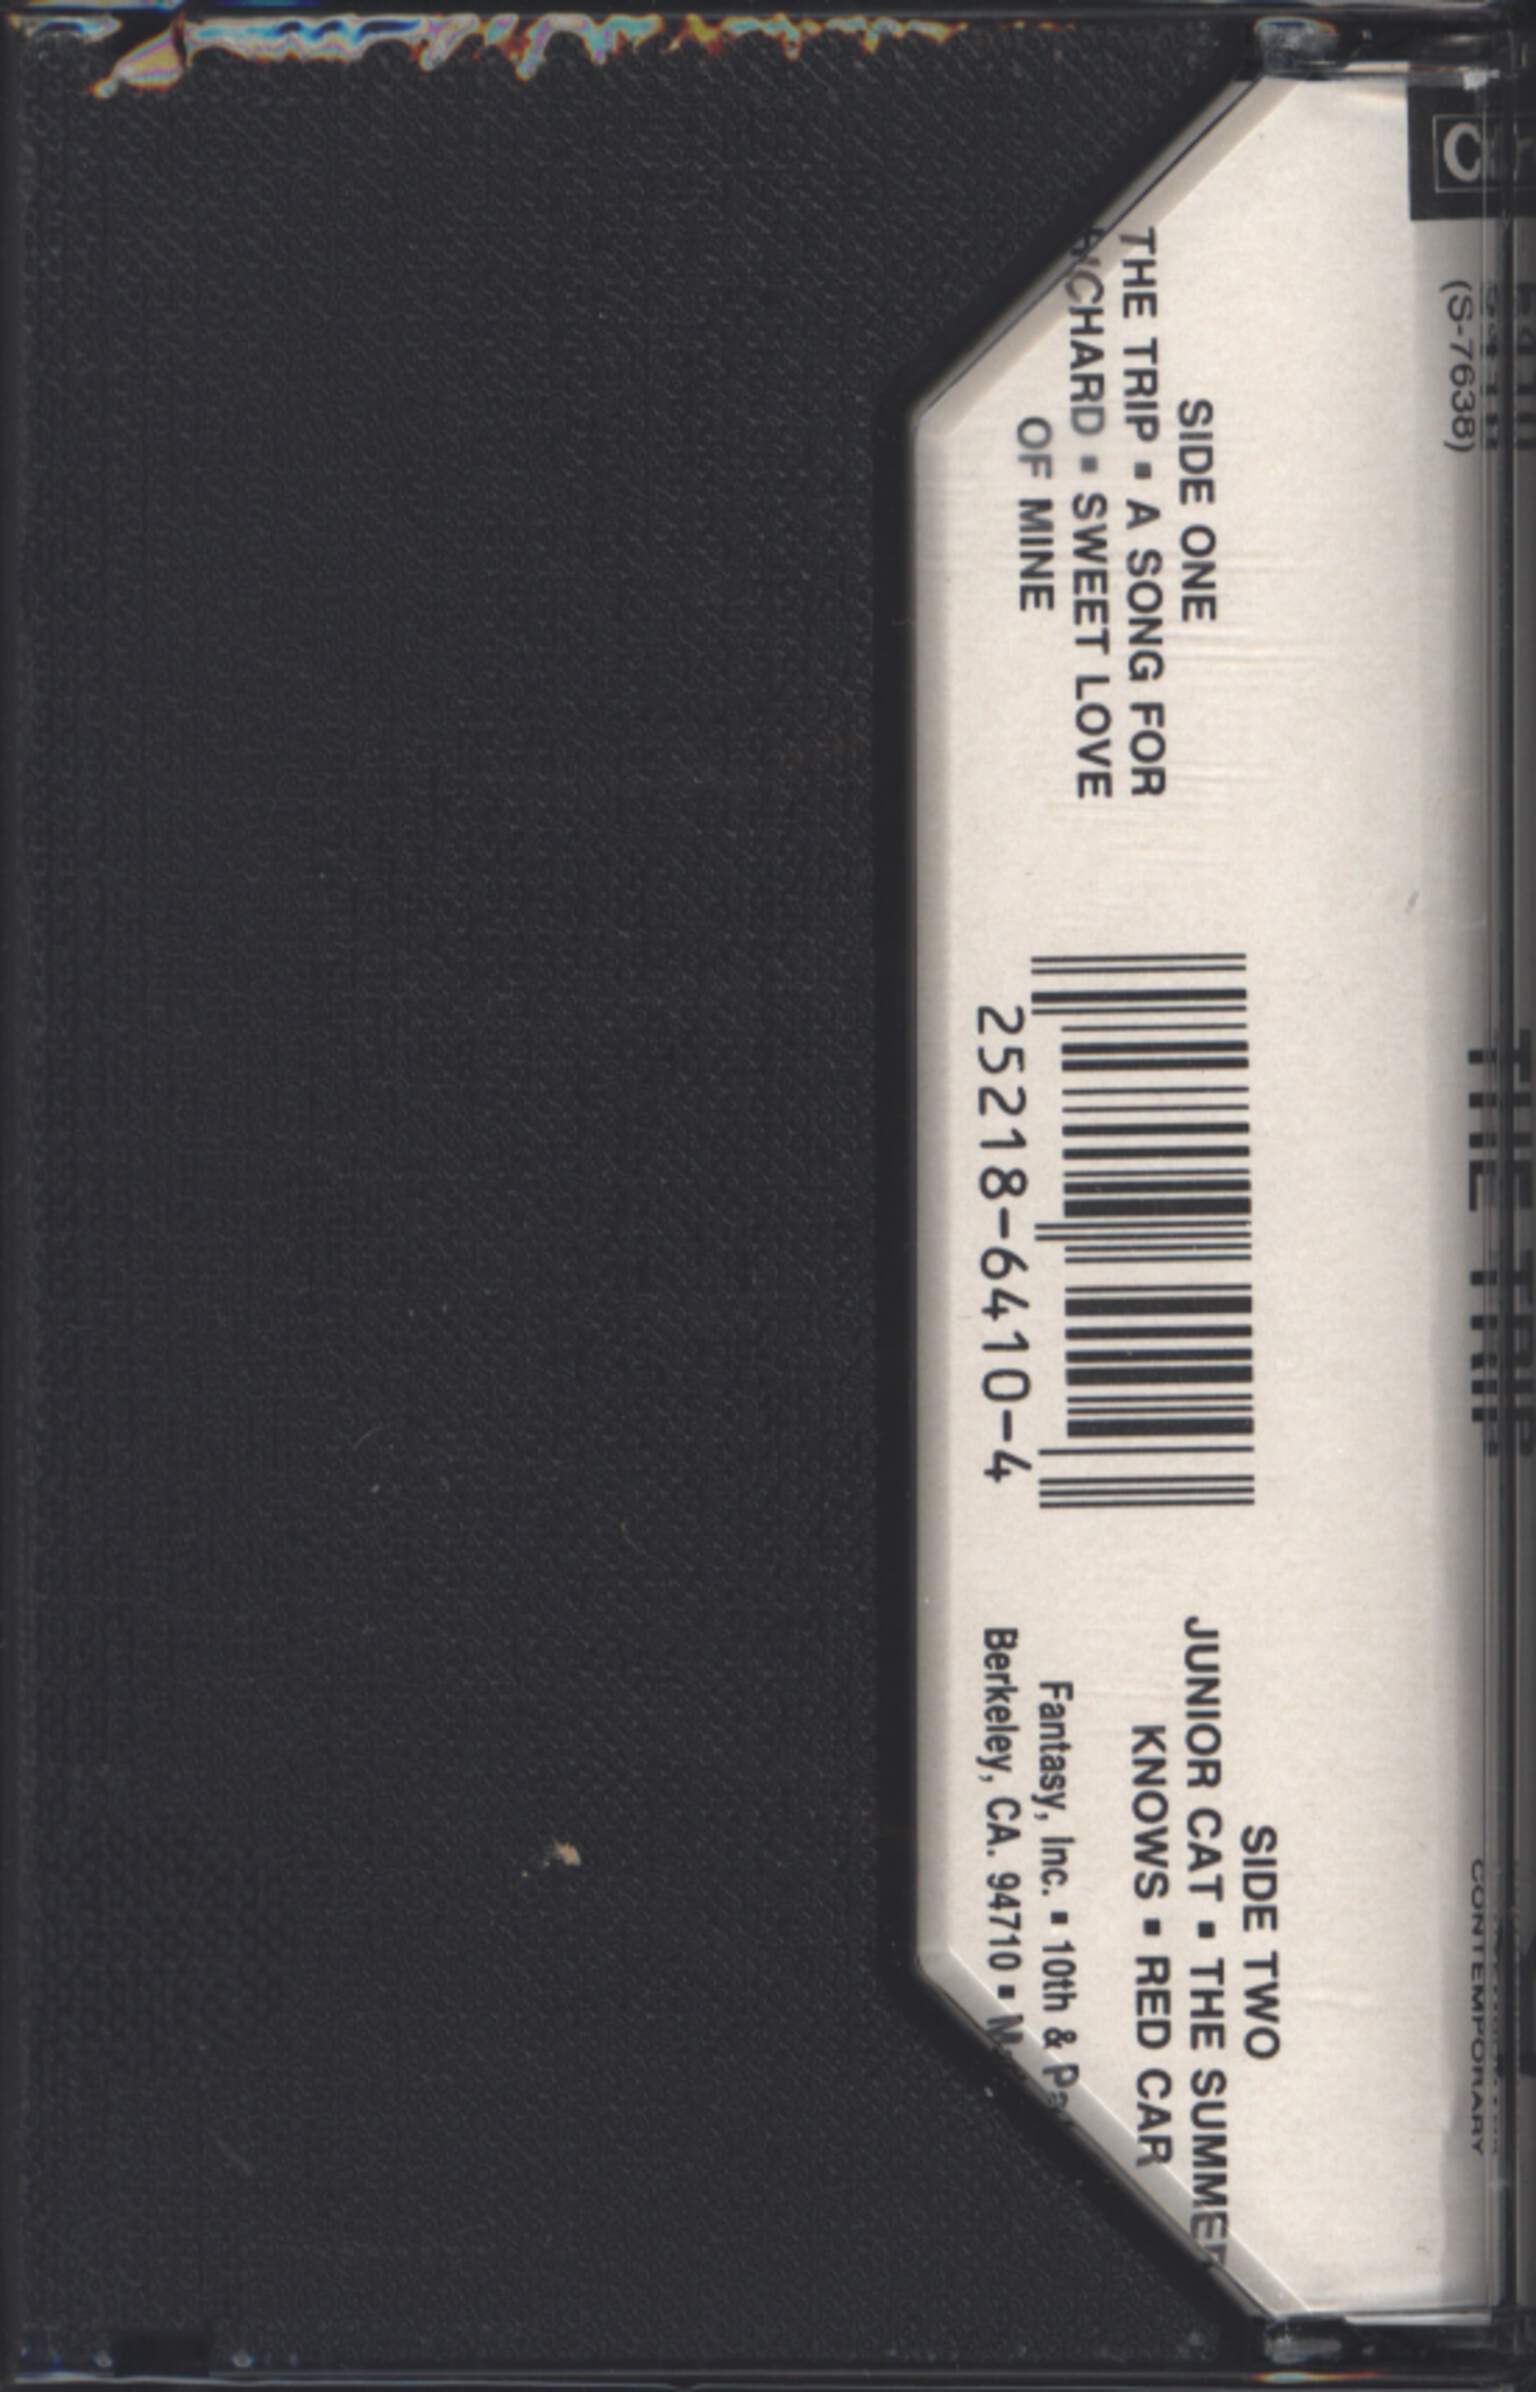 C
(S-7638)
THE TRIP
CONTEMPORARY
SIDE ONE
THE TRIP ▪ A SONG FOR
RICHARD ▪ SWEET LOVE
OF MINE
25218-6410-4
SIDE TWO
JUNIOR CAT ▪ THE SUMMER
KNOWS ▪ RED CAR
Fantasy, Inc. ▪ 10th &
Berkeley, CA. 94710 ▪